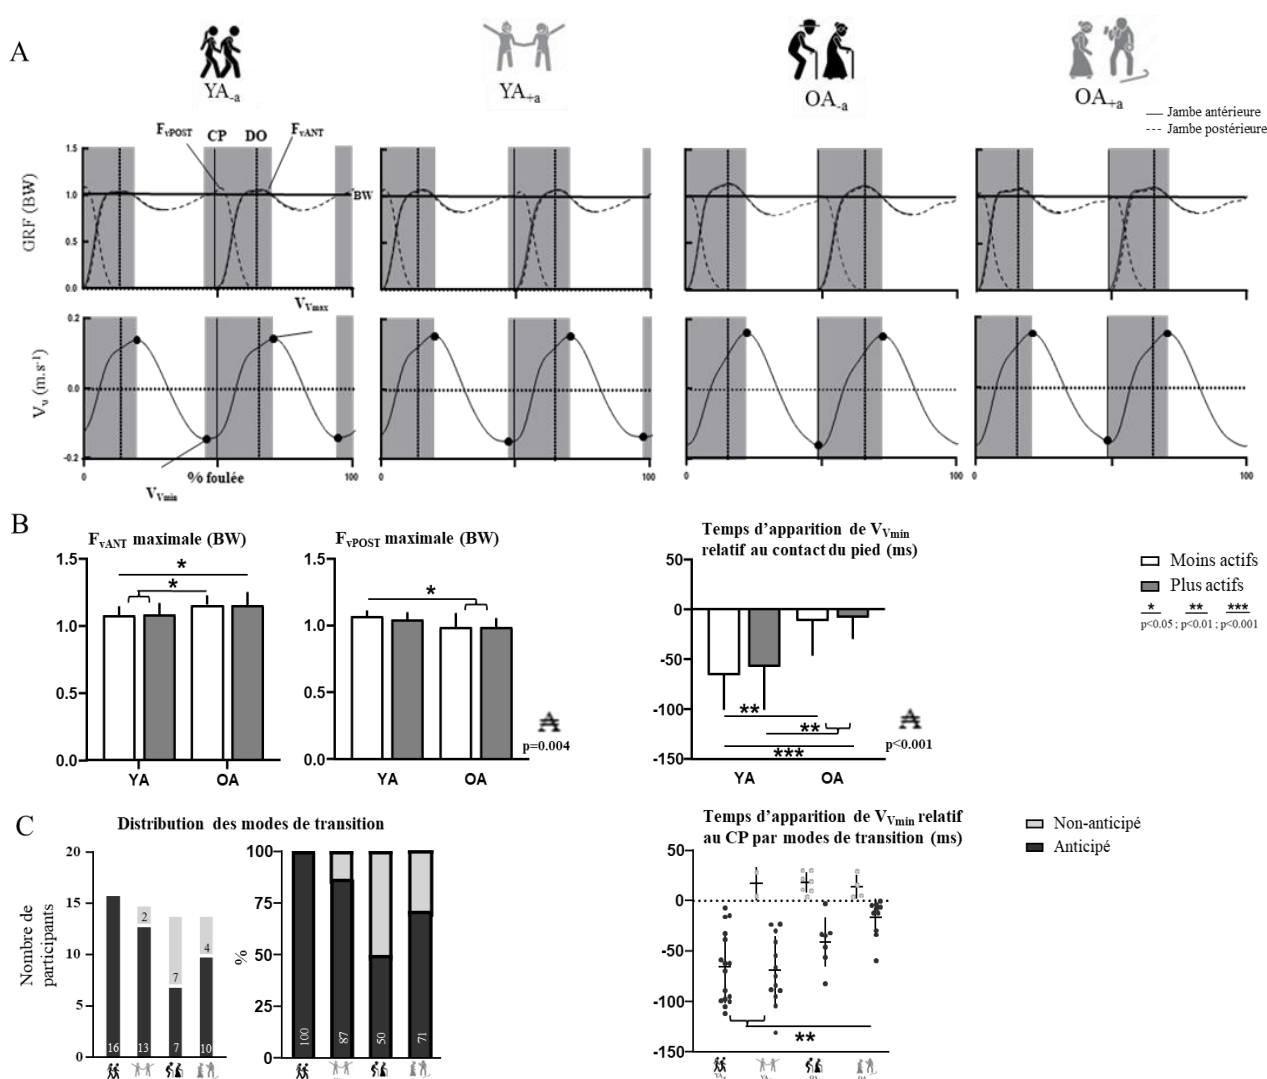 A
YA-a
YA+a
OA-a
OA+a
Jambe antérieure
Jambe postérieure
FvPOST
CP
DO
FvANT
GRF (BW)
1.5
1.0
0.5
0.0
BW
VVmax
Vv (m.s-1)
0.2
0.0
-0.2
0
% foulée
100
0
100
0
100
0
100
VVmin
B
FvANT maximale (BW)
1.5
1.0
0.5
0.0
*
*
YA
OA
FvPOST maximale (BW)
1.5
1.0
0.5
0.0
*
YA
OA
A
p=0.004
Temps d'apparition de VVmin
relatif au contact du pied (ms)
50
0
-50
-100
-150
**
**
***
YA
OA
A
p<0.001
Moins actifs
Plus actifs
* ** ***
p<0.05 ; p<0.01 ; p<0.001
C
Distribution des modes de transition
Nombre de
participants
20
15
10
5
0
16
2
13
7
7
4
10
%
100
75
50
25
0
100
87
50
71
Temps d'apparition de VVmin relatif
au CP par modes de transition (ms)
50
0
-50
-100
-150
**
Non-anticipé
Anticipé